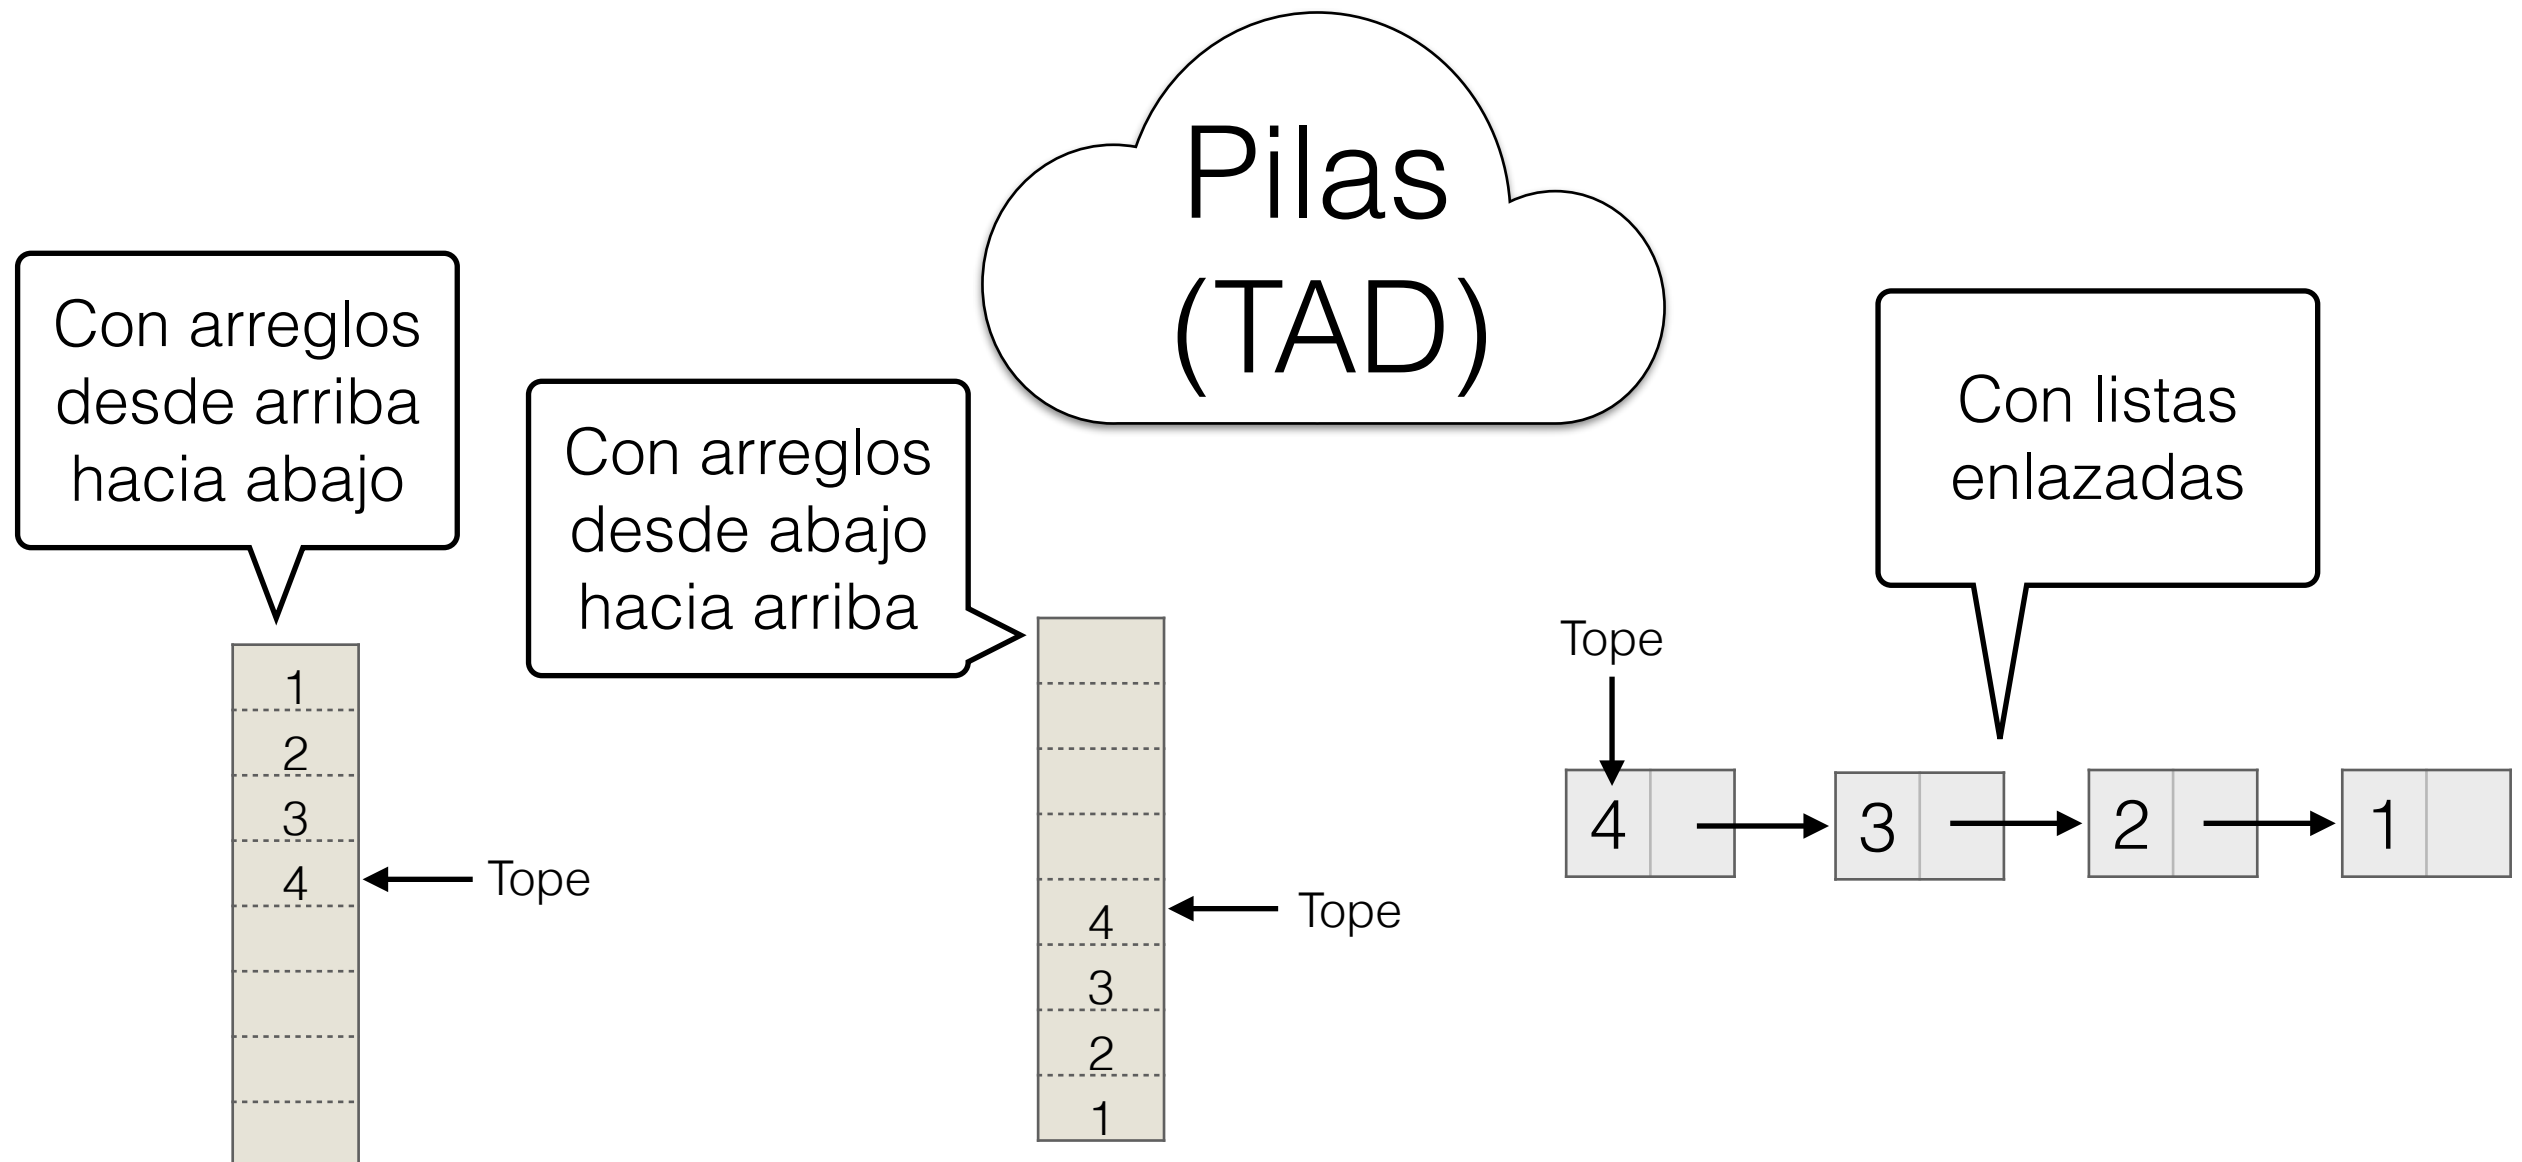 Pilas
(TAD)
Con arreglos
desde arriba
hacia abajo
Con arreglos
desde abajo
hacia arriba
Con listas
enlazadas
1
2
3
4
Tope
4
3
2
1
Tope
Tope
4
3
2
1